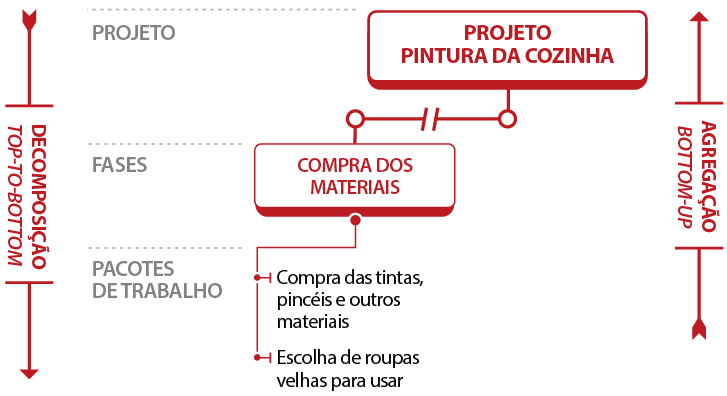 PROJETO
PROJETO
PINTURA DA COZINHA
DECOMPOSIÇÃO
TOP-TO-BOTTOM
AGREGAÇÃO
BOTTOM-UP
FASES
COMPRA DOS
MATERIAIS
PACOTES
DE TRABALHO
Compra das tintas,
pincéis e outros
materiais
Escolha de roupas
velhas para usar